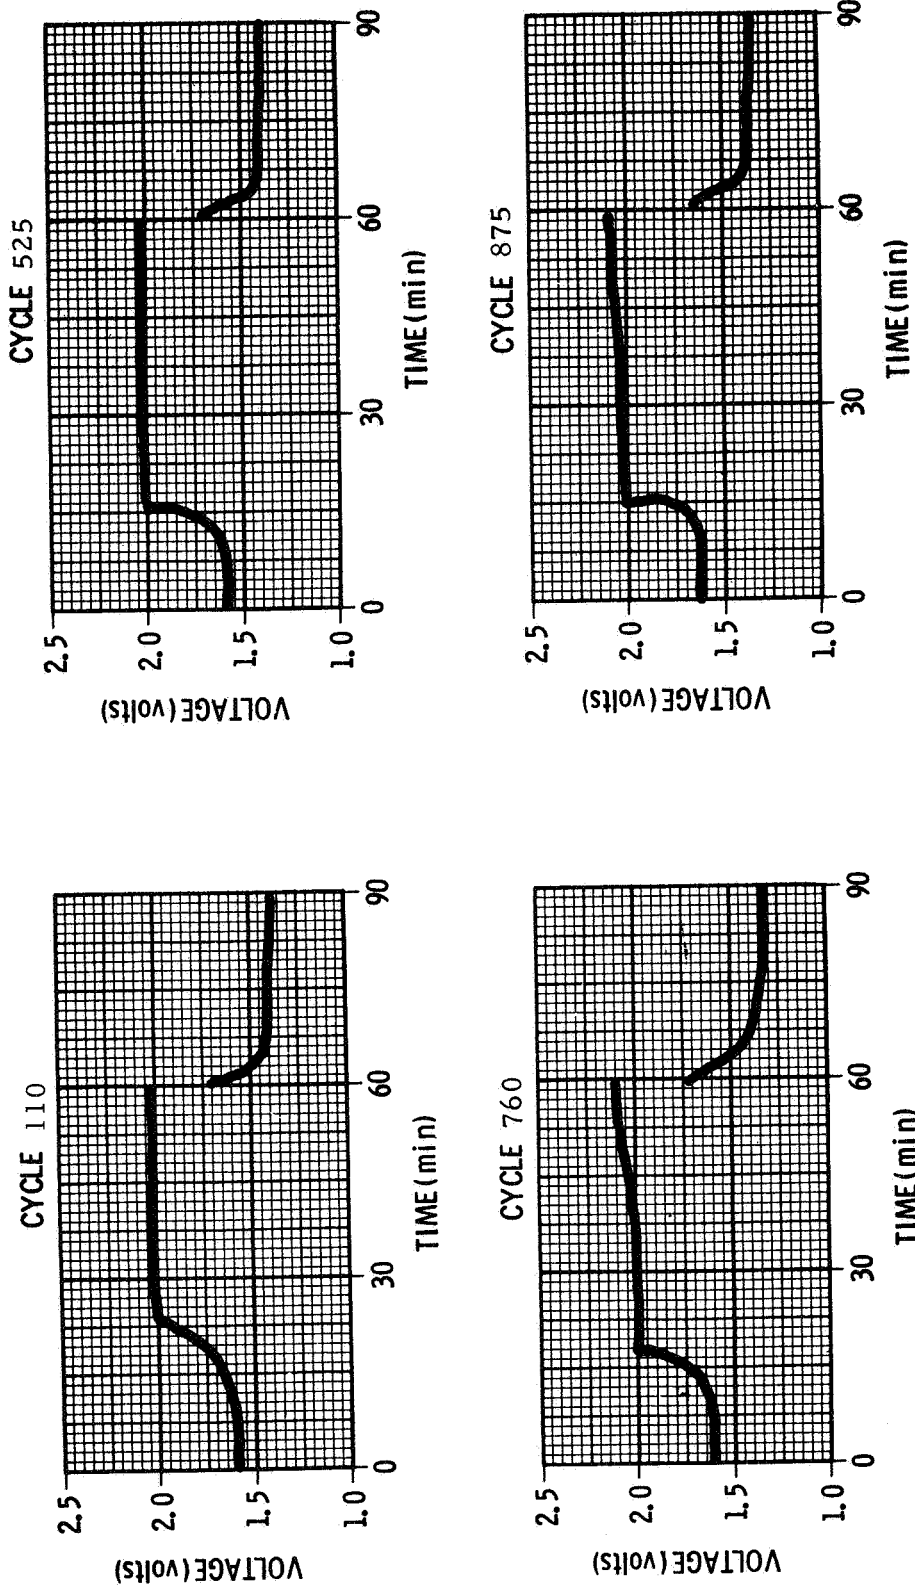 CYCLE 110
2.5
2.0
1.5
1.0
VOLTAGE (volts)
0
30
60
90
TIME (min)
CYCLE 525
2.5
2.0
1.5
1.0
VOLTAGE (volts)
0
30
60
90
TIME (min)
CYCLE 760
2.5
2.0
1.5
1.0
VOLTAGE (volts)
0
30
60
90
TIME (min)
CYCLE 875
2.5
2.0
1.5
1.0
VOLTAGE (volts)
0
30
60
90
TIME (min)